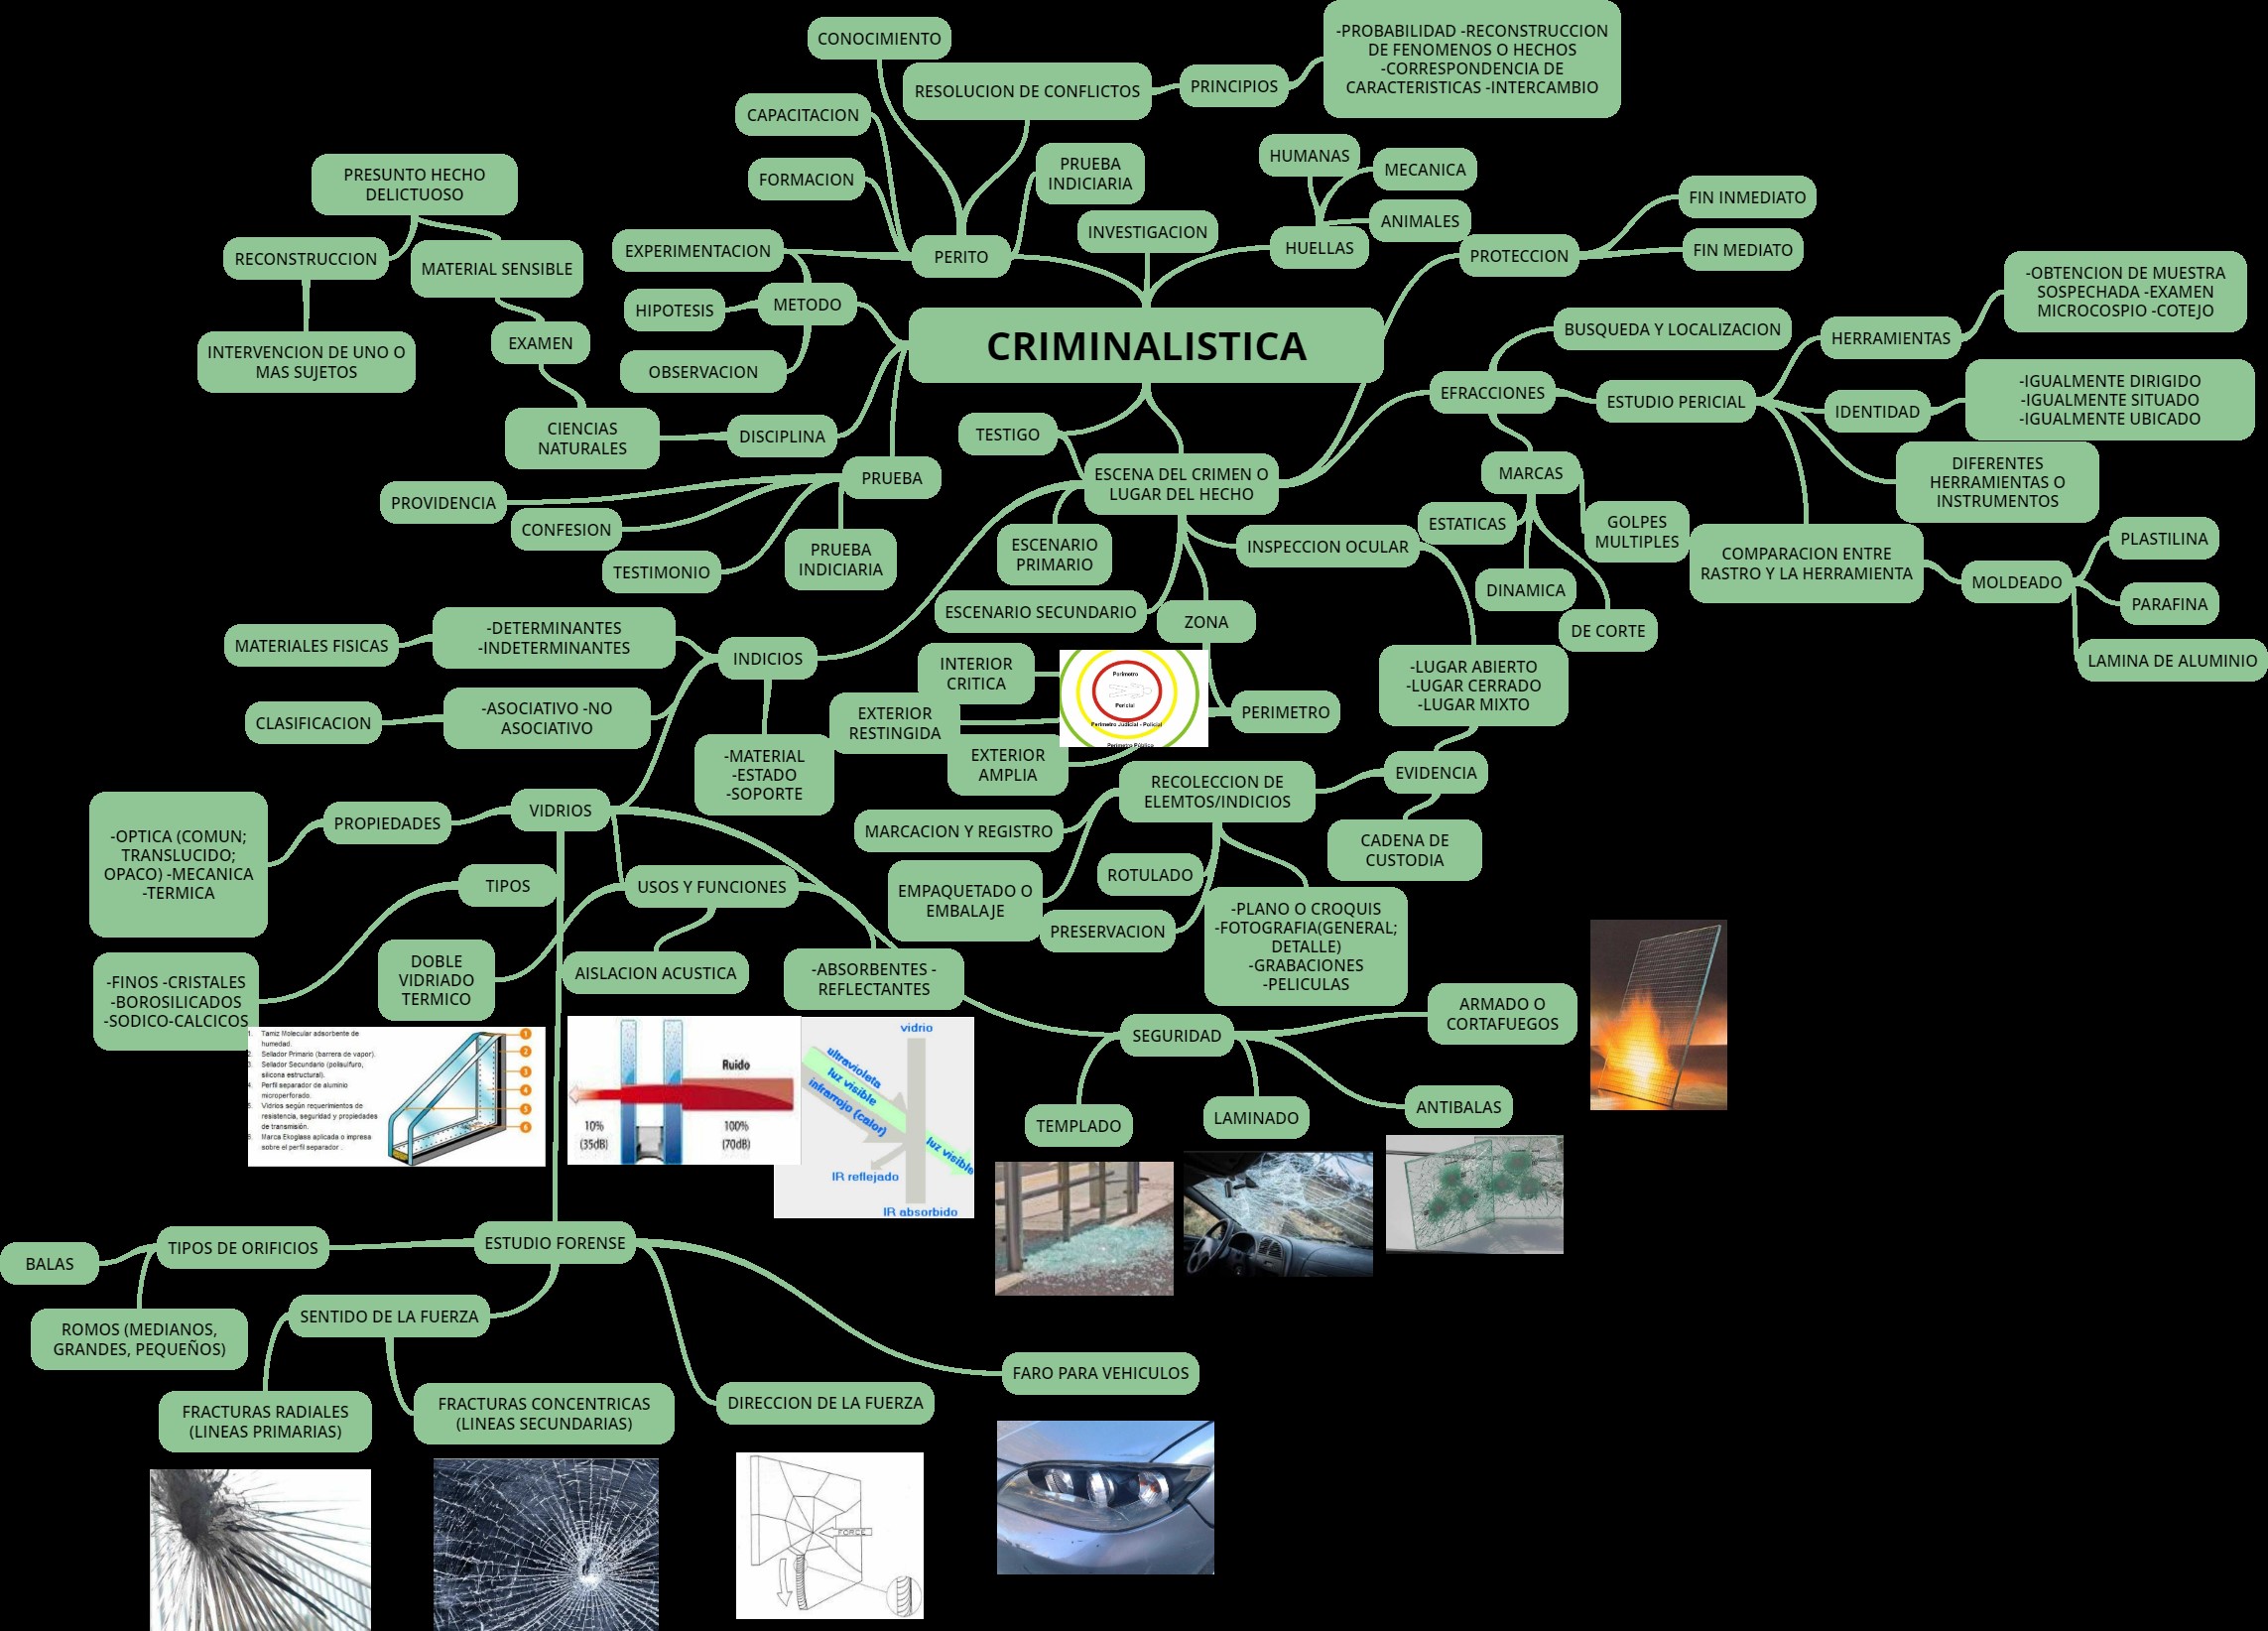 CONOCIMIENTO
-PROBABILIDAD -RECONSTRUCCION
DE FENOMENOS O HECHOS
-CORRESPONDENCIA DE
CARACTERISTICAS -INTERCAMBIO
RESOLUCION DE CONFLICTOS
PRINCIPIOS
CAPACITACION
FORMACION
PRUEBA
INDICIARIA
HUMANAS
MECANICA
ANIMALES
HUELLAS
INVESTIGACION
PRESUNTO HECHO
DELICTUOSO
RECONSTRUCCION
MATERIAL SENSIBLE
INTERVENCION DE UNO O
MAS SUJETOS
EXAMEN
CIENCIAS
NATURALES
DISCIPLINA
EXPERIMENTACION
PERITO
HIPOTESIS
METODO
OBSERVACION
CRIMINALISTICA
PROTECCION
FIN INMEDIATO
FIN MEDIATO
BUSQUEDA Y LOCALIZACION
EFRACCIONES
ESTUDIO PERICIAL
HERRAMIENTAS
-OBTENCION DE MUESTRA
SOSPECHADA -EXAMEN
MICROCOSPIO -COTEJO
IDENTIDAD
-IGUALMENTE DIRIGIDO
-IGUALMENTE SITUADO
-IGUALMENTE UBICADO
DIFERENTES
HERRAMIENTAS O
INSTRUMENTOS
COMPARACION ENTRE
RASTRO Y LA HERRAMIENTA
MOLDEADO
PLASTILINA
PARAFINA
LAMINA DE ALUMINIO
MARCAS
ESTATICAS
GOLPES
MULTIPLES
DINAMICA
DE CORTE
TESTIGO
ESCENA DEL CRIMEN O
LUGAR DEL HECHO
PRUEBA
PROVIDENCIA
CONFESION
TESTIMONIO
PRUEBA
INDICIARIA
ESCENARIO
PRIMARIO
INSPECCION OCULAR
ESCENARIO SECUNDARIO
ZONA
INTERIOR
CRITICA
EXTERIOR
RESTINGIDA
EXTERIOR
AMPLIA
Perimetro
Pericial
Perimetro Judicial - Policial
Perimetro Público
PERIMETRO
-LUGAR ABIERTO
-LUGAR CERRADO
-LUGAR MIXTO
EVIDENCIA
CADENA DE
CUSTODIA
RECOLECCION DE
ELEMTOS/INDICIOS
MARCACION Y REGISTRO
EMPAQUETADO O
EMBALAJE
ROTULADO
PRESERVACION
-PLANO O CROQUIS
-FOTOGRAFIA(GENERAL;
DETALLE)
-GRABACIONES
-PELICULAS
MATERIALES FISICAS
-DETERMINANTES
-INDETERMINANTES
INDICIOS
CLASIFICACION
-ASOCIATIVO -NO
ASOCIATIVO
-MATERIAL
-ESTADO
-SOPORTE
VIDRIOS
PROPIEDADES
-OPTICA (COMUN;
TRANSLUCIDO;
OPACO) -MECANICA
-TERMICA
TIPOS
-FINOS -CRISTALES
-BOROSILICADOS
-SODICO-CALCICOS
USOS Y FUNCIONES
DOBLE
VIDRIADO
TERMICO
AISLACION ACUSTICA
-ABSORBENTES -
REFLECTANTES
1. Tamiz Molecular adsorbente de
humedad.
2. Sellador Primario (barrera de vapor).
3. Sellador Secundario (polisulfuro,
silicona estructural).
4. Perfil separador de aluminio
microperforado.
5. Vidrios según requerimientos de
resistencia, seguridad y propiedades
de transmisión.
6. Marca Ekoglass aplicada o impresa
sobre el perfil separador .
1
2
3
4
5
6
Ruido
10%
(35dB)
100%
(70dB)
vidrio
ultravioleta
luz visible
infrarrojo (calor)
luz visible
IR reflejado
IR absorbido
SEGURIDAD
ARMADO O
CORTAFUEGOS
ANTIBALAS
LAMINADO
TEMPLADO
ESTUDIO FORENSE
TIPOS DE ORIFICIOS
BALAS
ROMOS (MEDIANOS,
GRANDES, PEQUEÑOS)
SENTIDO DE LA FUERZA
FRACTURAS RADIALES
(LINEAS PRIMARIAS)
FRACTURAS CONCENTRICAS
(LINEAS SECUNDARIAS)
DIRECCION DE LA FUERZA
FARO PARA VEHICULOS
FORCE